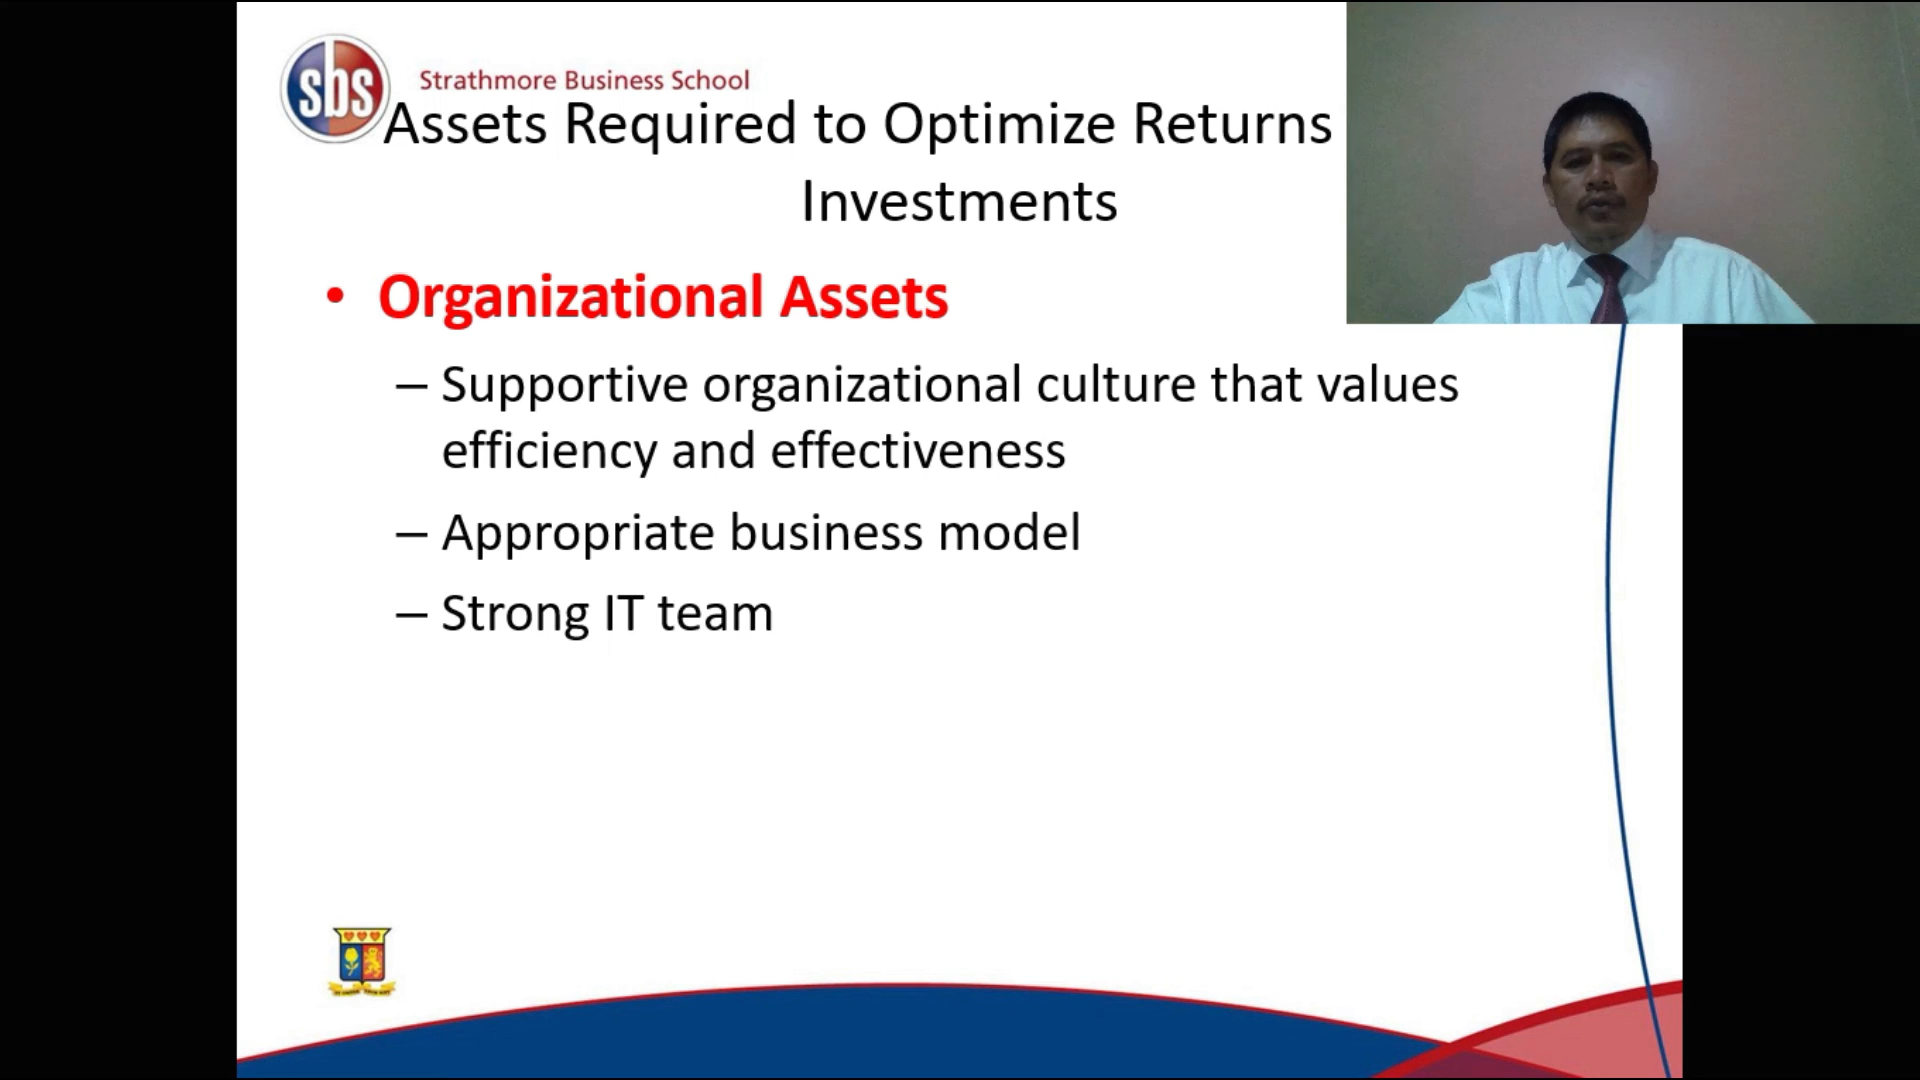 sbs
Strathmore Business School
Assets Required to Optimize Returns
Investments
• Organizational Assets
– Supportive organizational culture that values
efficiency and effectiveness
– Appropriate business model
– Strong IT team